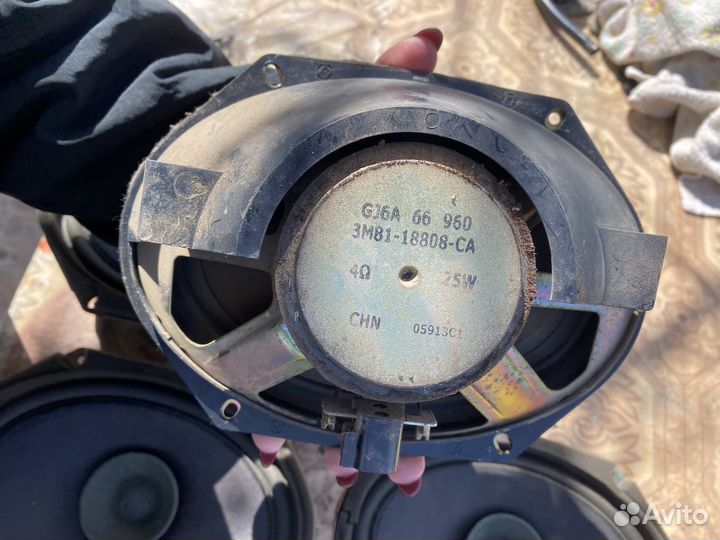 GJ6A 66 960
3M81-18808-CA
4Ω 25W
CHN 05913C1
Avito